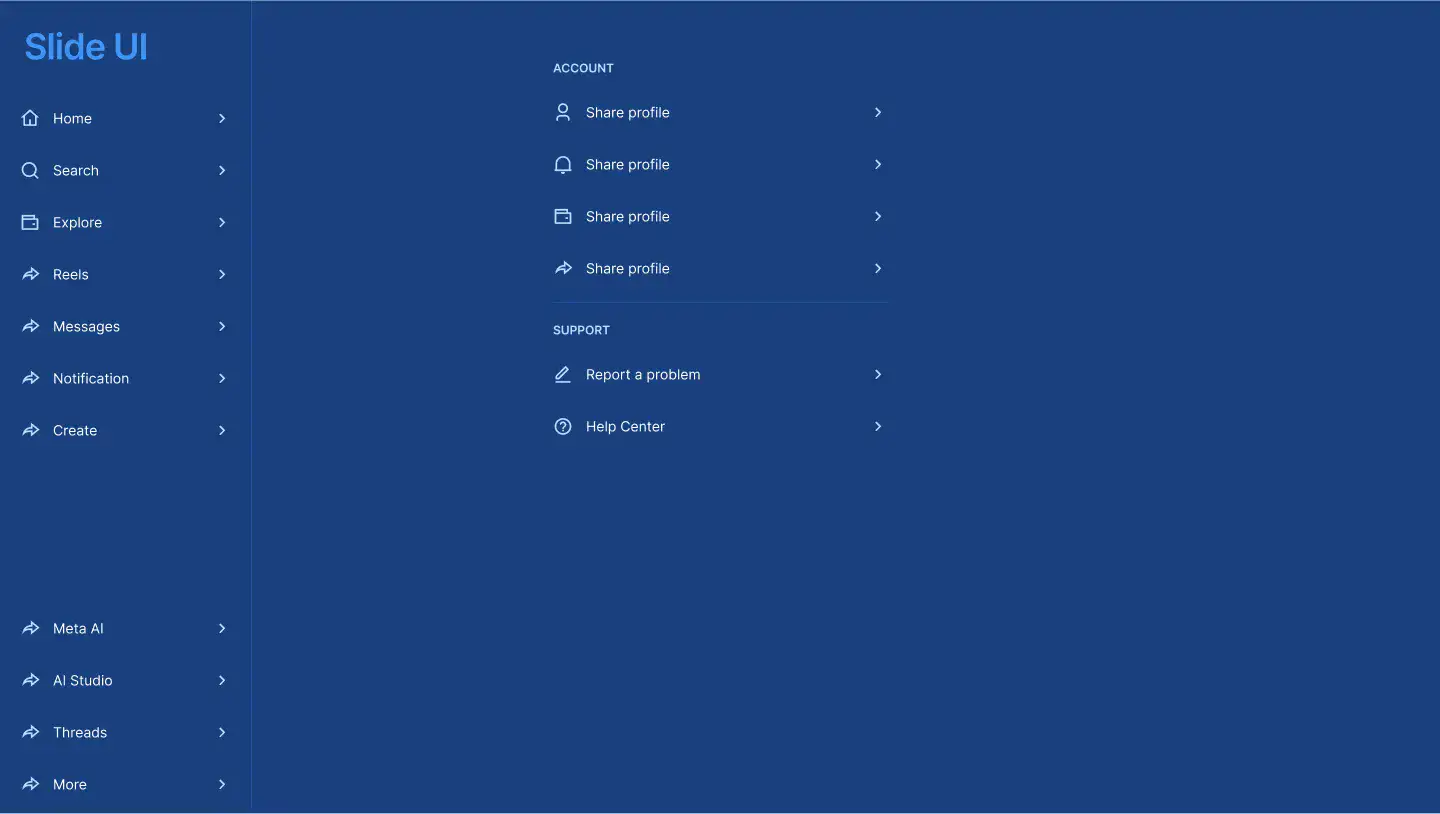 Slide UI
Home
Search
Explore
Reels
Messages
Notification
Create
Meta AI
AI Studio
Threads
More
ACCOUNT
Share profile
Share profile
Share profile
Share profile
SUPPORT
Report a problem
Help Center